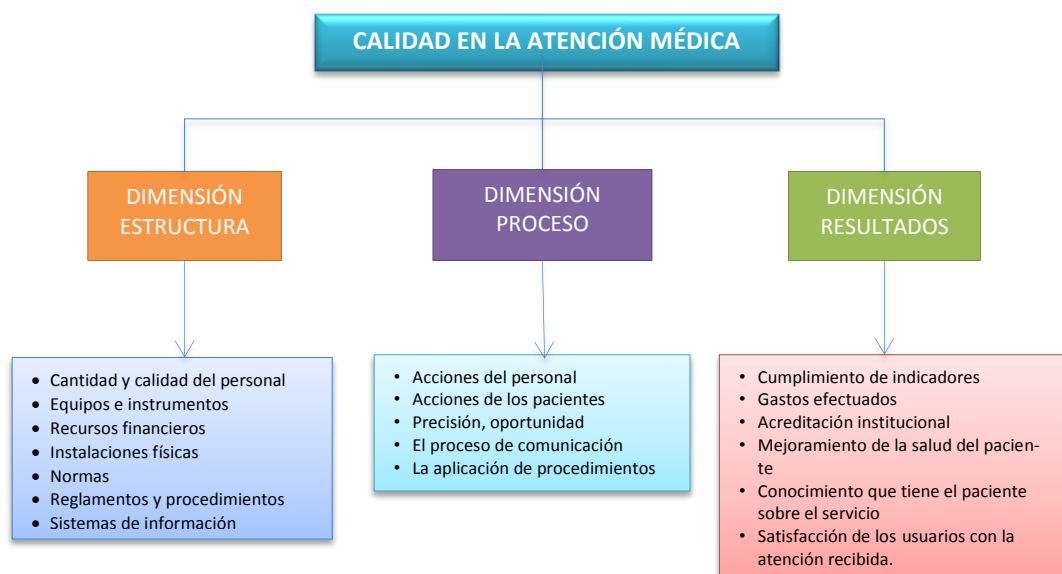 CALIDAD EN LA ATENCIÓN MÉDICA
DIMENSIÓN
ESTRUCTURA
DIMENSIÓN
PROCESO
DIMENSIÓN
RESULTADOS
• Cantidad y calidad del personal
• Equipos e instrumentos
• Recursos financieros
• Instalaciones físicas
• Normas
• Reglamentos y procedimientos
• Sistemas de información
• Acciones del personal
• Acciones de los pacientes
• Precisión, oportunidad
• El proceso de comunicación
• La aplicación de procedimientos
• Cumplimiento de indicadores
• Gastos efectuados
• Acreditación institucional
• Mejoramiento de la salud del pacien-
te
• Conocimiento que tiene el paciente
sobre el servicio
• Satisfacción de los usuarios con la
atención recibida.